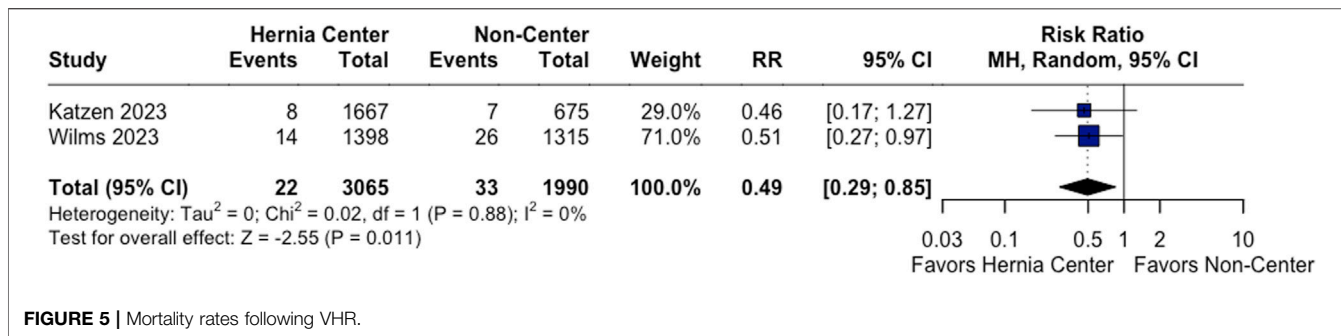 Hernia Center Non-Center Risk Ratio
Study Events Total Events Total Weight RR 95% CI MH, Random, 95% CI
Katzen 2023 8 1667 7 675 29.0% 0.46 [0.17; 1.27]
Wilms 2023 14 1398 26 1315 71.0% 0.51 [0.27; 0.97]
Total (95% CI) 22 3065 33 1990 100.0% 0.49 [0.29; 0.85]
Heterogeneity: Tau² = 0; Chi² = 0.02, df = 1 (P = 0.88); I² = 0%
Test for overall effect: Z = -2.55 (P = 0.011)
0.03 0.1 0.5 1 2 10
Favors Hernia Center Favors Non-Center
FIGURE 5 | Mortality rates following VHR.